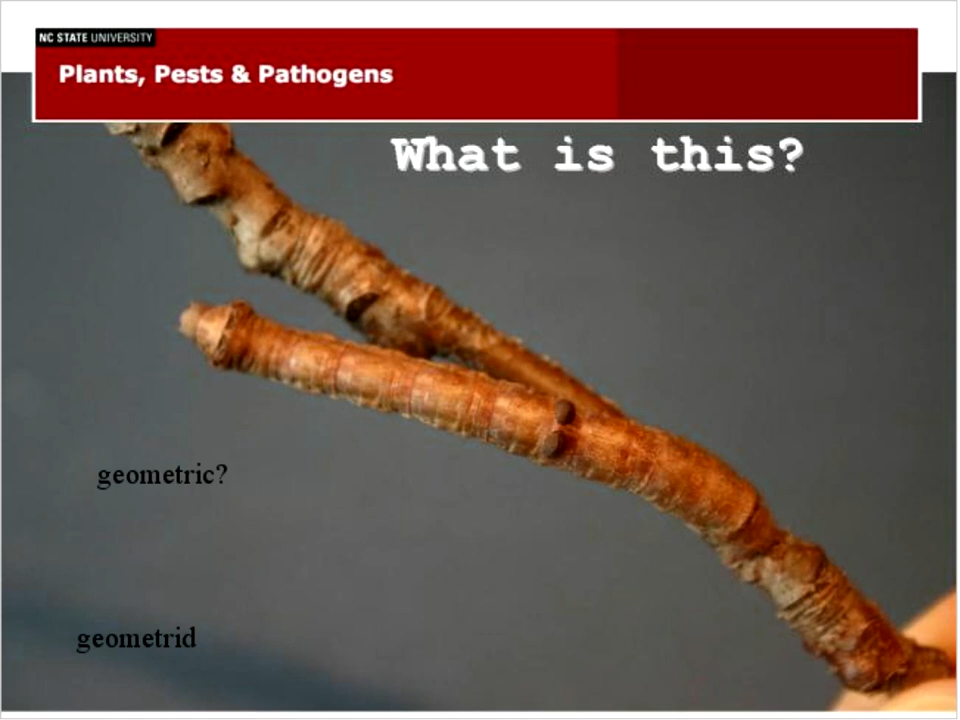 NC STATE UNIVERSITY
Plants, Pests & Pathogens
What is this?
geometric?
geometrid